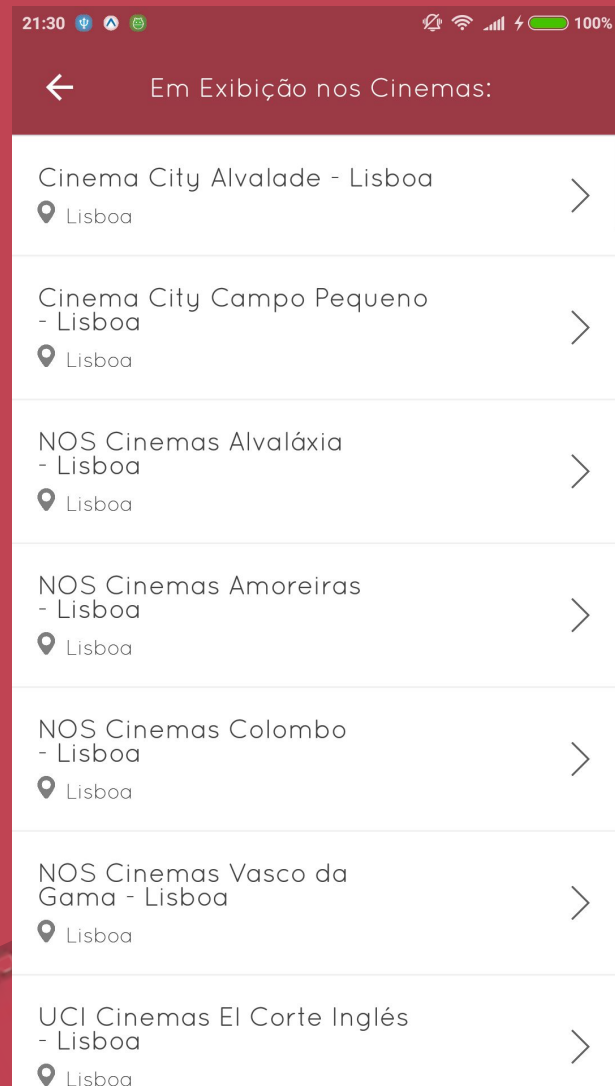 21:30
100%
Em Exibição nos Cinemas:
Cinema City Alvalade - Lisboa
Lisboa
Cinema City Campo Pequeno
- Lisboa
Lisboa
NOS Cinemas Alvaláxia
- Lisboa
Lisboa
NOS Cinemas Amoreiras
- Lisboa
Lisboa
NOS Cinemas Colombo
- Lisboa
Lisboa
NOS Cinemas Vasco da
Gama - Lisboa
Lisboa
UCI Cinemas El Corte Inglés
- Lisboa
Lisboa